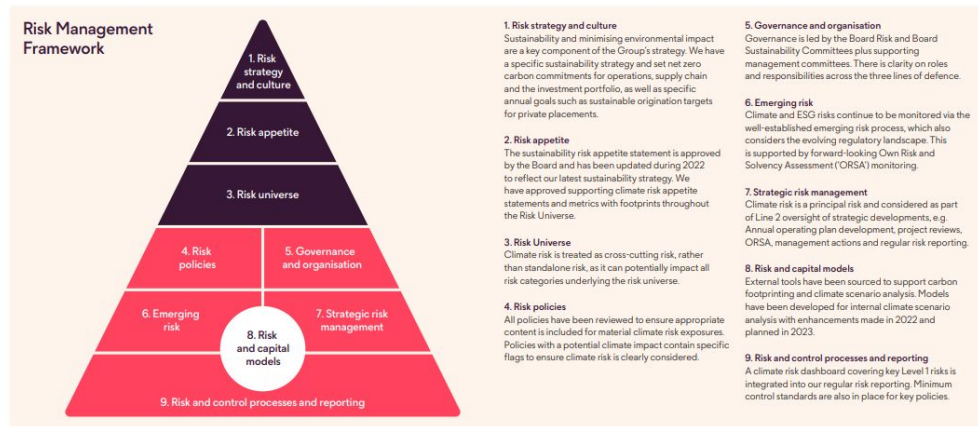 Risk Management
Framework
1. Risk
strategy
and culture
2. Risk appetite
3. Risk universe
4. Risk
policies
5. Governance
and organisation
6. Emerging
risk
7. Strategic risk
management
8. Risk
and capital
models
9. Risk and control processes and reporting
1. Risk strategy and culture
Sustainability and minimising environmental impact
are a key component of the Group's strategy. We have
a specific sustainability strategy and set net zero
carbon commitments for operations, supply chain
and the investment portfolio, as well as specific
annual goals such as sustainable origination targets
for private placements.
2. Risk appetite
The sustainability risk appetite statement is approved
by the Board and has been updated during 2022
to reflect our latest sustainability strategy. We
have approved supporting climate risk appetite
statements and metrics with footprints throughout
the Risk Universe.
3. Risk Universe
Climate risk is treated as cross-cutting risk, rather
than standalone risk, as it can potentially impact all
risk categories underlying the risk universe.
4. Risk policies
All policies have been reviewed to ensure appropriate
content is included for material climate risk exposures.
Policies with a potential climate impact contain specific
flags to ensure climate risk is clearly considered.
5. Governance and organisation
Governance is led by the Board Risk and Board
Sustainability Committees plus supporting
management committees. There is clarity on roles
and responsibilities across the three lines of defence.
6. Emerging risk
Climate and ESG risks continue to be monitored via the
well-established emerging risk process, which also
considers the evolving regulatory landscape. This
is supported by forward-looking Own Risk and
Solvency Assessment ('ORSA') monitoring.
7. Strategic risk management
Climate risk is a principal risk and considered as part
of Line 2 oversight of strategic developments, e.g.
Annual operating plan development, project reviews,
ORSA, management actions and regular risk reporting.
8. Risk and capital models
External tools have been sourced to support carbon
footprinting and climate scenario analysis. Models
have been developed for internal climate scenario
analysis with enhancements made in 2022 and
planned in 2023.
9. Risk and control processes and reporting
A climate risk dashboard covering key Level 1 risks is
integrated into our regular risk reporting. Minimum
control standards are also in place for key policies.